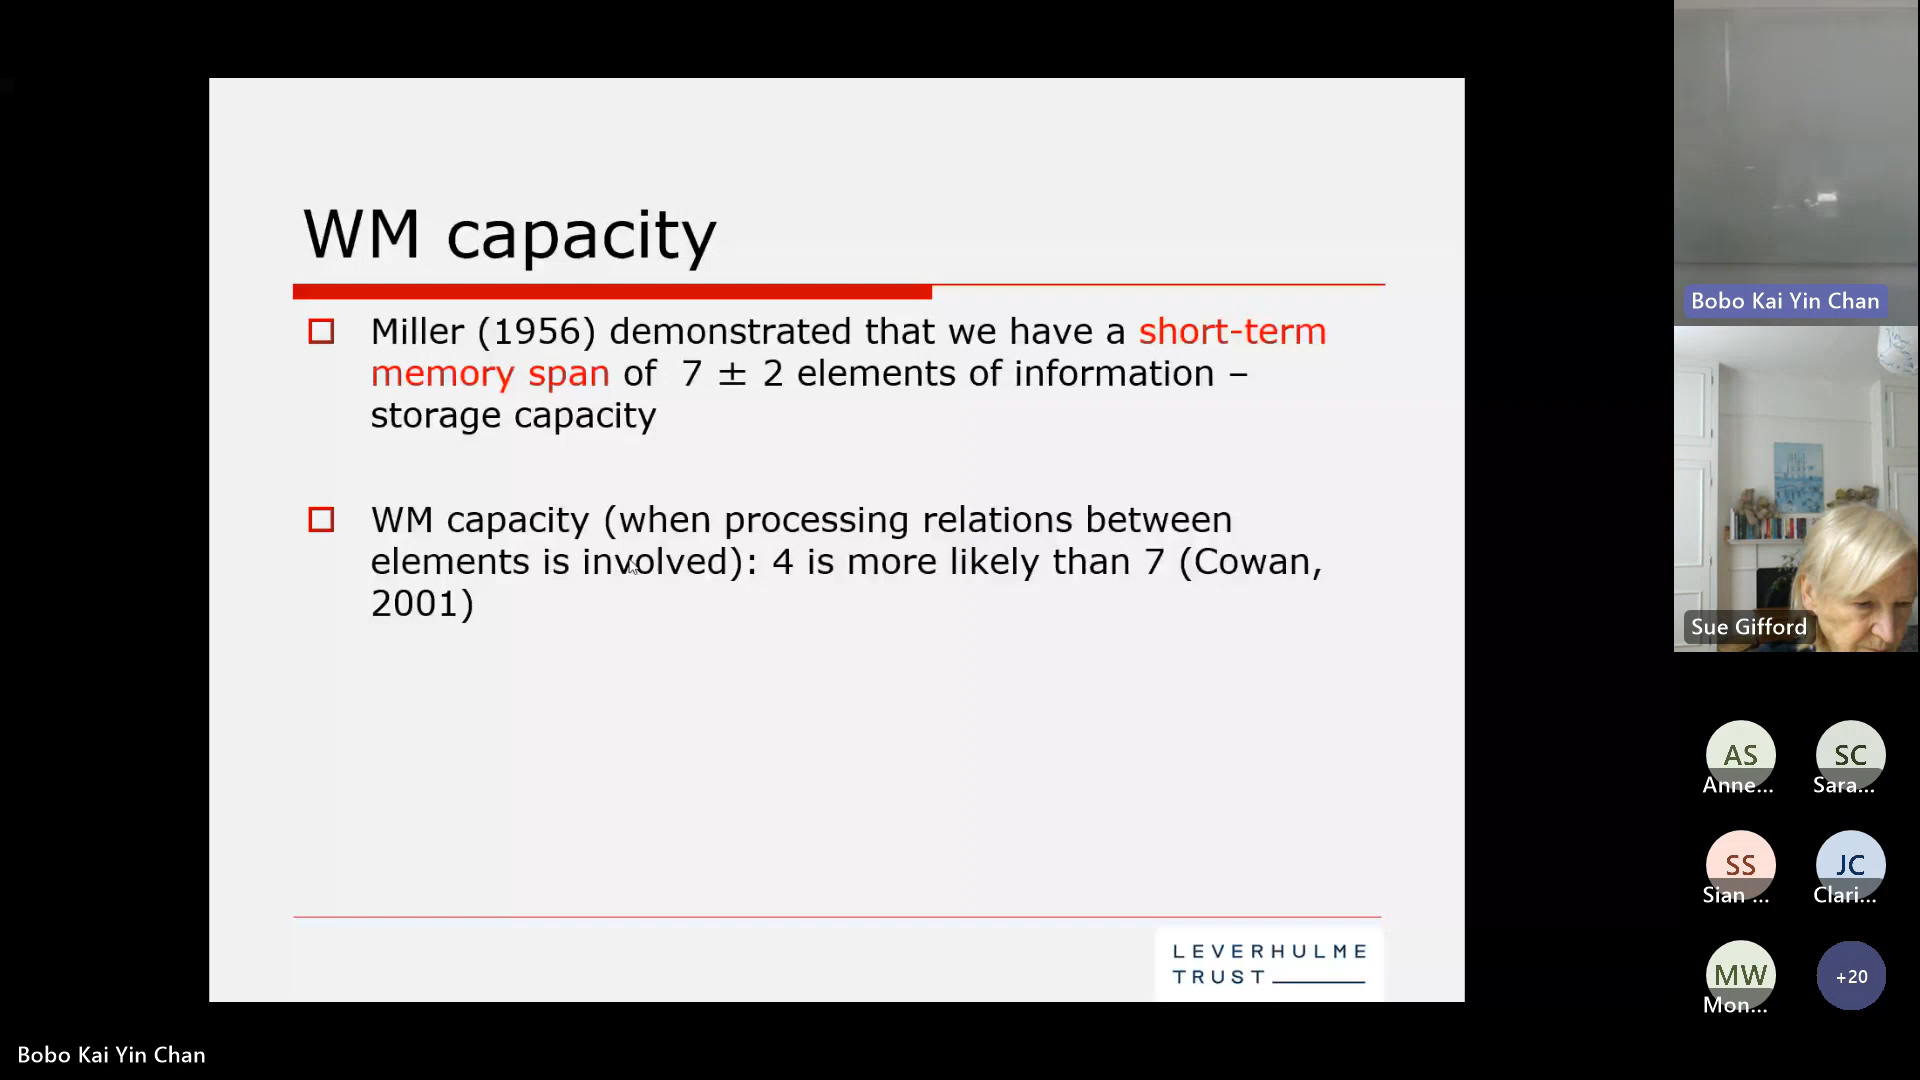 WM capacity
Miller (1956) demonstrated that we have a short-term
memory span of 7 ± 2 elements of information –
storage capacity
WM capacity (when processing relations between
elements is involved): 4 is more likely than 7 (Cowan,
2001)
LEVERHULME
TRUST
Bobo Kai Yin Chan
Sue Gifford
AS
Anne...
SC
Sara...
SS
Sian ...
JC
Clari...
MW
Mon...
+20
Bobo Kai Yin Chan